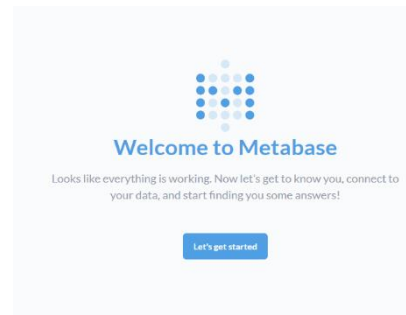 Welcome to Metabase
Looks like everything is working. Now let's get to know you, connect to
your data, and start finding you some answers!
Let's get started